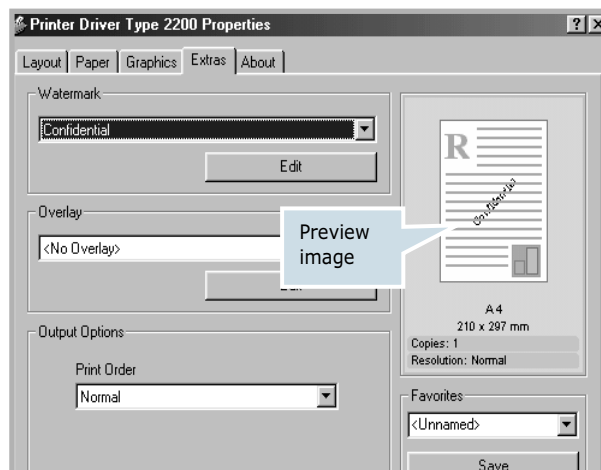 Printer Driver Type 2200 Properties
Layout Paper Graphics Extras About
Watermark
Confidential
Edit
Overlay
<No Overlay>
Edit
Preview
image
Output Options
Print Order
Normal
R
Confidential
A4
210 x 297 mm
Copies: 1
Resolution: Normal
Favorites
<Unnamed>
Save